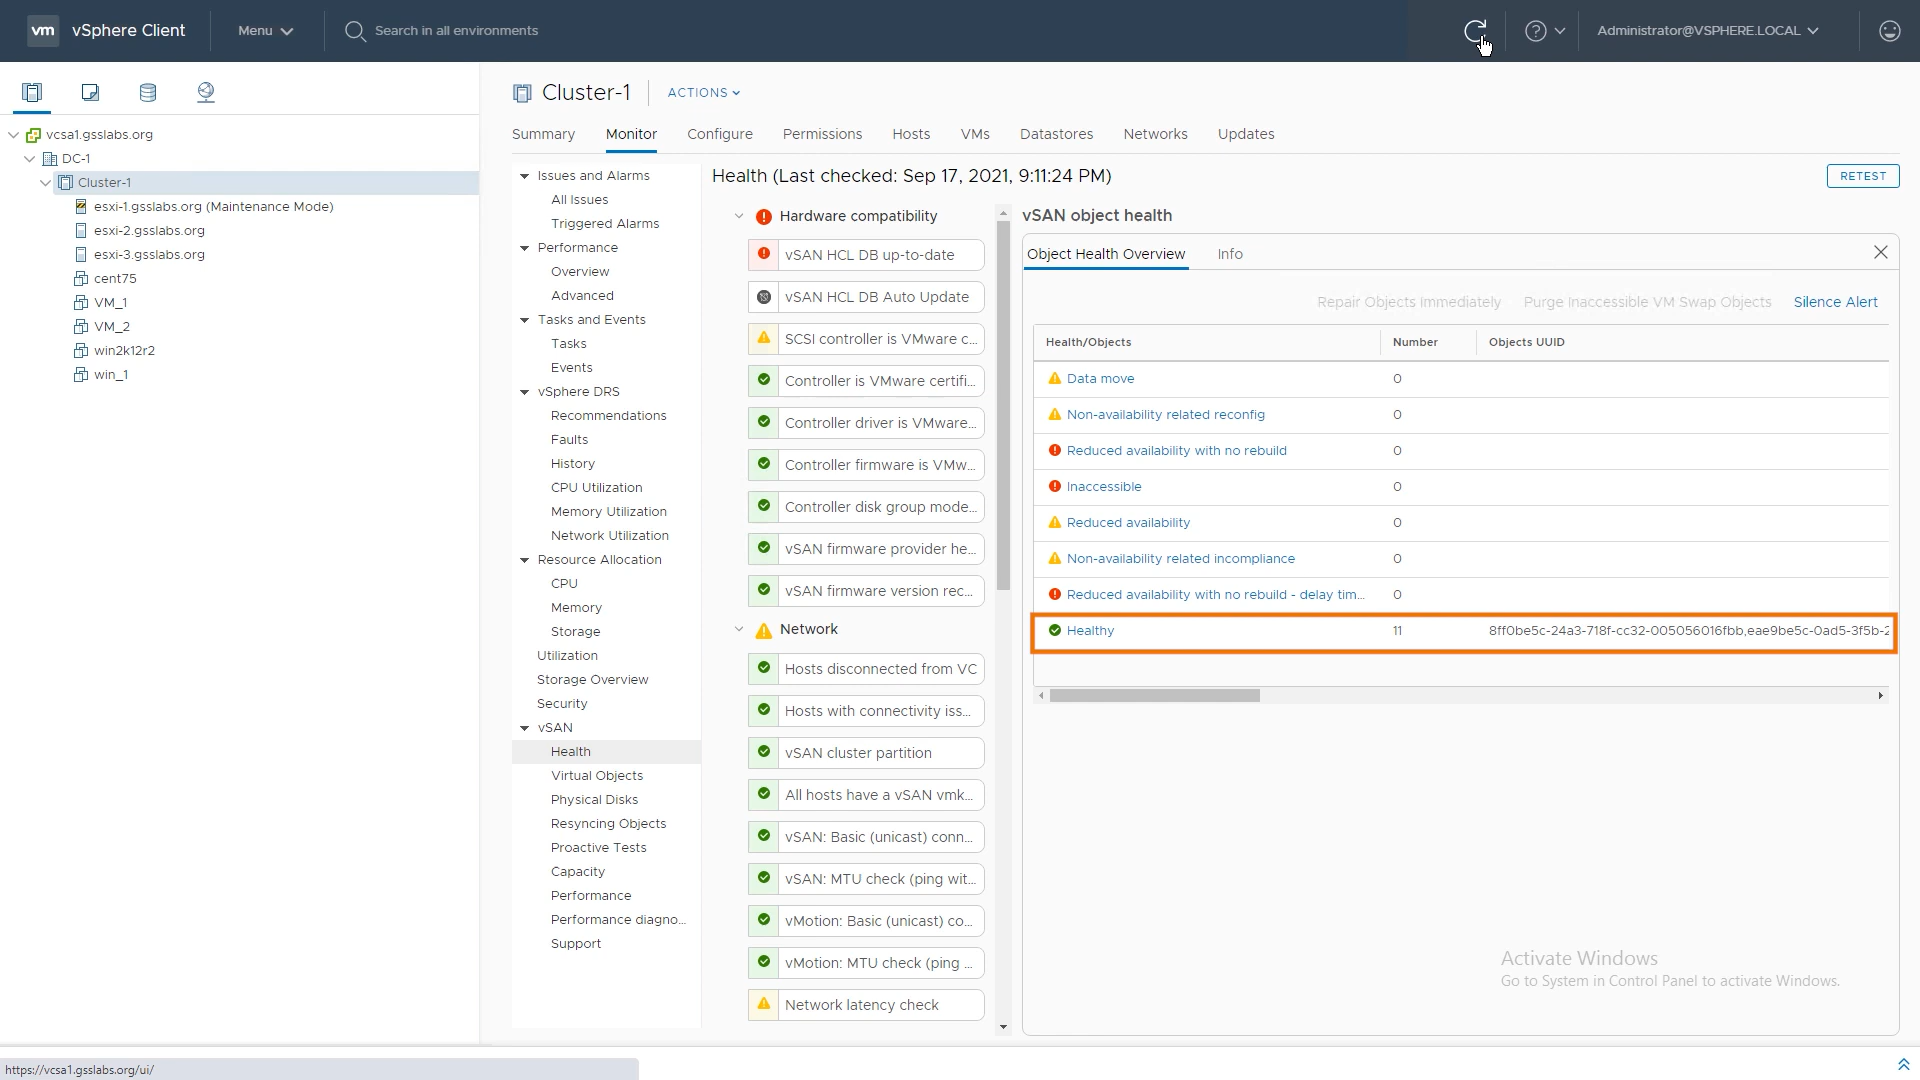 vm vSphere Client Menu Search in all environments Administrator@VSPHERE.LOCAL
vcsa1.gsslabs.org
DC-1
Cluster-1
esxi-1.gsslabs.org (Maintenance Mode)
esxi-2.gsslabs.org
esxi-3.gsslabs.org
cent75
VM_1
VM_2
win2k12r2
win_1
Cluster-1 ACTIONS
Summary Monitor Configure Permissions Hosts VMs Datastores Networks Updates
Issues and Alarms
All Issues
Triggered Alarms
Performance
Overview
Advanced
Tasks and Events
Tasks
Events
vSphere DRS
Recommendations
Faults
History
CPU Utilization
Memory Utilization
Network Utilization
Resource Allocation
CPU
Memory
Storage
Utilization
Storage Overview
Security
vSAN
Health
Virtual Objects
Physical Disks
Resyncing Objects
Proactive Tests
Capacity
Performance
Performance diagno...
Support
Health (Last checked: Sep 17, 2021, 9:11:24 PM) RETEST
Hardware compatibility
vSAN HCL DB up-to-date
vSAN HCL DB Auto Update
SCSI controller is VMware c...
Controller is VMware certifi...
Controller driver is VMware...
Controller firmware is VMw...
Controller disk group mode...
vSAN firmware provider he...
vSAN firmware version rec...
Network
Hosts disconnected from VC
Hosts with connectivity iss...
vSAN cluster partition
All hosts have a vSAN vmk...
vSAN: Basic (unicast) conn...
vSAN: MTU check (ping wit...
vMotion: Basic (unicast) co...
vMotion: MTU check (ping ...
Network latency check
vSAN object health
Object Health Overview Info
Repair Objects Immediately Purge Inaccessible VM Swap Objects Silence Alert
Health/Objects Number Objects UUID
Data move 0
Non-availability related reconfig 0
Reduced availability with no rebuild 0
Inaccessible 0
Reduced availability 0
Non-availability related incompliance 0
Reduced availability with no rebuild - delay tim... 0
Healthy 11 8ff0be5c-24a3-718f-cc32-005056016fbb,eae9be5c-0ad5-3f5b-2
Activate Windows
Go to System in Control Panel to activate Windows.
https://vcsa1.gsslabs.org/ui/